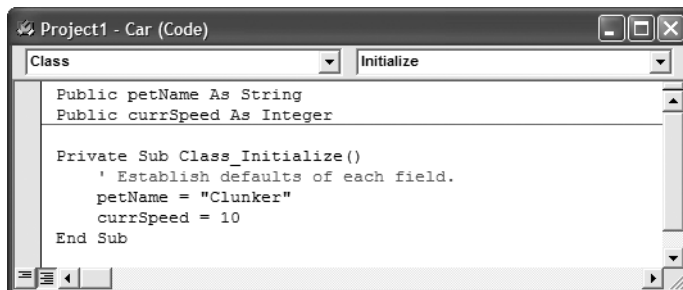 Project1 - Car (Code)
Class Initialize
Public petName As String
Public currSpeed As Integer
Private Sub Class_Initialize()
' Establish defaults of each field.
petName = "Clunker"
currSpeed = 10
End Sub